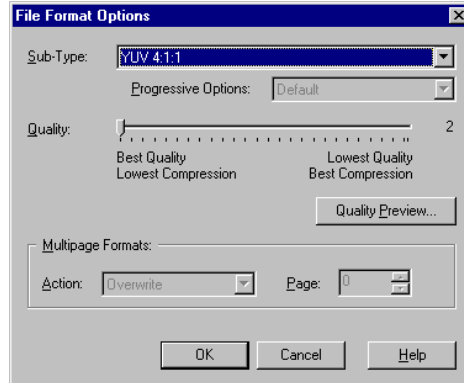 File Format Options
Sub-Type: YUV 4:1:1
Progressive Options: Default
Quality: 2
Best Quality Lowest Quality
Lowest Compression Best Compression
Quality Preview...
Multipage Formats:
Action: Overwrite Page: 0
OK Cancel Help